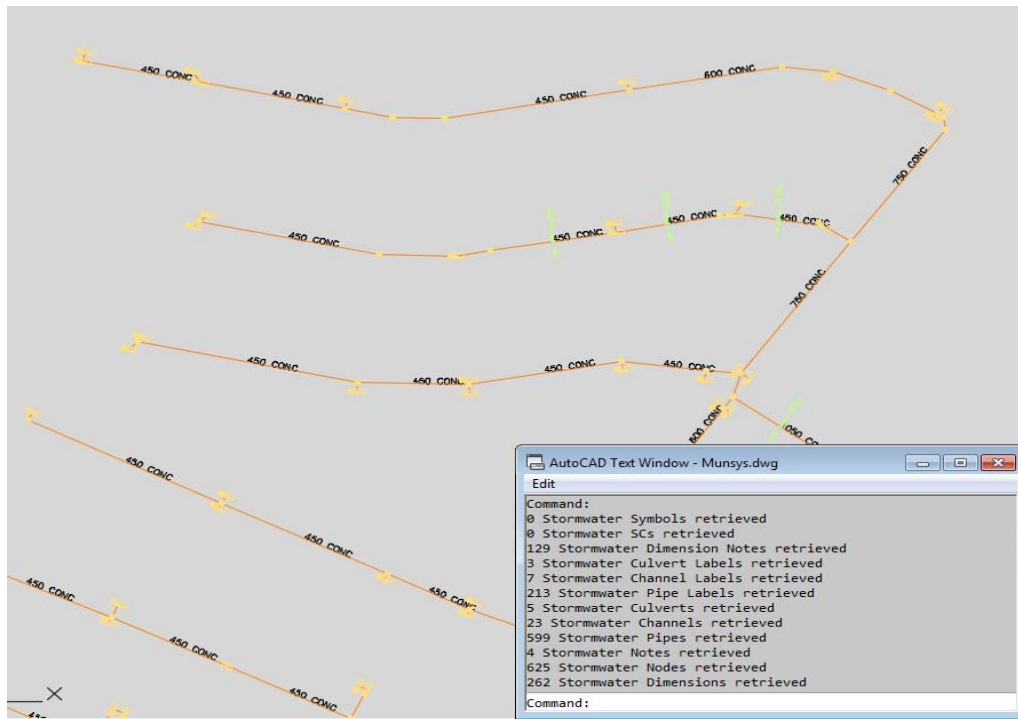 450 CONC
450 CONC
450 CONC
600 CONC
750 CONC
450 CONC
450 CONC
450 CONC
450 CONC
750 CONC
450 CONC
450 CONC
450 CONC
450 CONC
600 CONC
450 CONC
450 CONC
450 CONC
450 CONC
450 CONC
450 CONC
AutoCAD Text Window - Munsys.dwg
Edit
Command:
0 Stormwater Symbols retrieved
0 Stormwater SCs retrieved
129 Stormwater Dimension Notes retrieved
3 Stormwater Culvert Labels retrieved
7 Stormwater Channel Labels retrieved
213 Stormwater Pipe Labels retrieved
5 Stormwater Culverts retrieved
23 Stormwater Channels retrieved
599 Stormwater Pipes retrieved
4 Stormwater Notes retrieved
625 Stormwater Nodes retrieved
262 Stormwater Dimensions retrieved
Command: